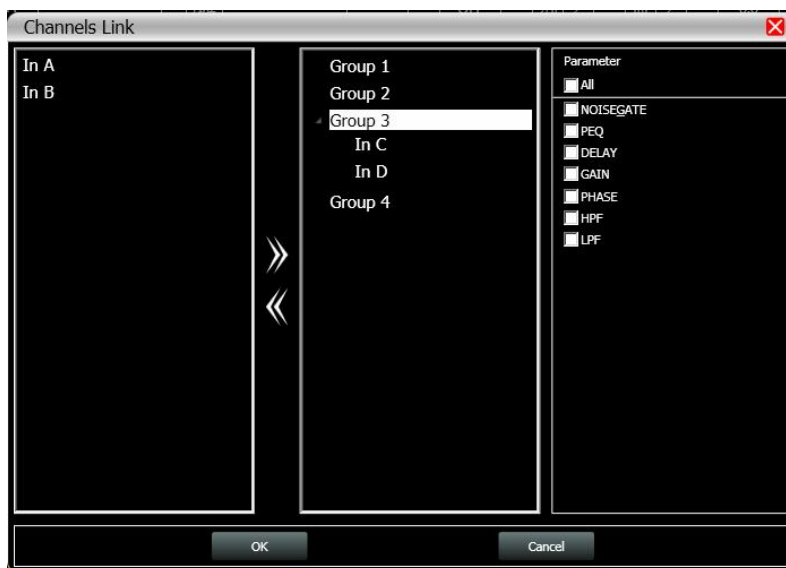 Channels Link
In A
In B
Group 1
Group 2
Group 3
In C
In D
Group 4
Parameter
All
NOISEGATE
PEQ
DELAY
GAIN
PHASE
HPF
LPF
OK
Cancel